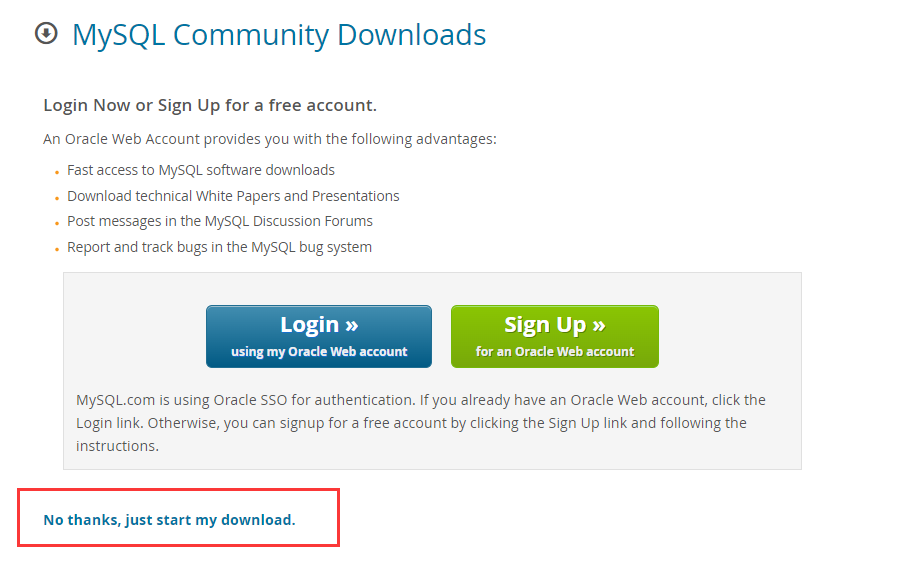 MySQL Community Downloads
Login Now or Sign Up for a free account.
An Oracle Web Account provides you with the following advantages:
Fast access to MySQL software downloads
Download technical White Papers and Presentations
Post messages in the MySQL Discussion Forums
Report and track bugs in the MySQL bug system
Login »
using my Oracle Web account
Sign Up »
for an Oracle Web account
MySQL.com is using Oracle SSO for authentication. If you already have an Oracle Web account, click the
Login link. Otherwise, you can signup for a free account by clicking the Sign Up link and following the
instructions.
No thanks, just start my download.